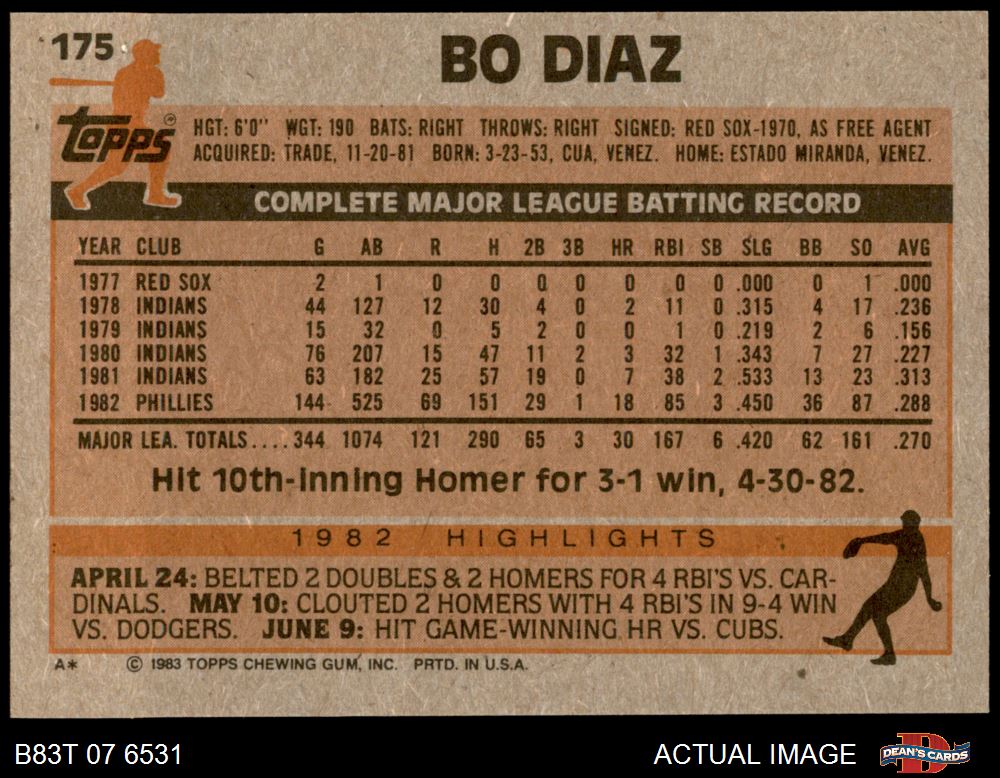 175
BO DIAZ
Topps
HGT: 6'0" WGT: 190 BATS: RIGHT THROWS: RIGHT SIGNED: RED SOX-1970, AS FREE AGENT
ACQUIRED: TRADE, 11-20-81 BORN: 3-23-53, CUA, VENEZ. HOME: ESTADO MIRANDA, VENEZ.
COMPLETE MAJOR LEAGUE BATTING RECORD
YEAR CLUB G AB R H 2B 3B HR RBI SB SLG BB SO AVG
1977 RED SOX 2 1 0 0 0 0 0 0 0 .000 0 1 .000
1978 INDIANS 44 127 12 30 4 0 2 11 0 .315 4 17 .236
1979 INDIANS 15 32 0 5 2 0 0 1 0 .219 2 6 .156
1980 INDIANS 76 207 15 47 11 2 3 32 1 .343 7 27 .227
1981 INDIANS 63 182 25 57 19 0 7 38 2 .533 13 23 .313
1982 PHILLIES 144 525 69 151 29 1 18 85 3 .450 36 87 .288
MAJOR LEA. TOTALS....344 1074 121 290 65 3 30 167 6 .420 62 161 .270
Hit 10th-inning Homer for 3-1 win, 4-30-82.
1982 HIGHLIGHTS
APRIL 24: BELTED 2 DOUBLES & 2 HOMERS FOR 4 RBI'S VS. CAR-
DINALS. MAY 10: CLOUTED 2 HOMERS WITH 4 RBI'S IN 9-4 WIN
VS. DODGERS. JUNE 9: HIT GAME-WINNING HR VS. CUBS.
A* © 1983 TOPPS CHEWING GUM, INC. PRTD. IN U.S.A.
B83T 07 6531
ACTUAL IMAGE
DEAN'S CARDS